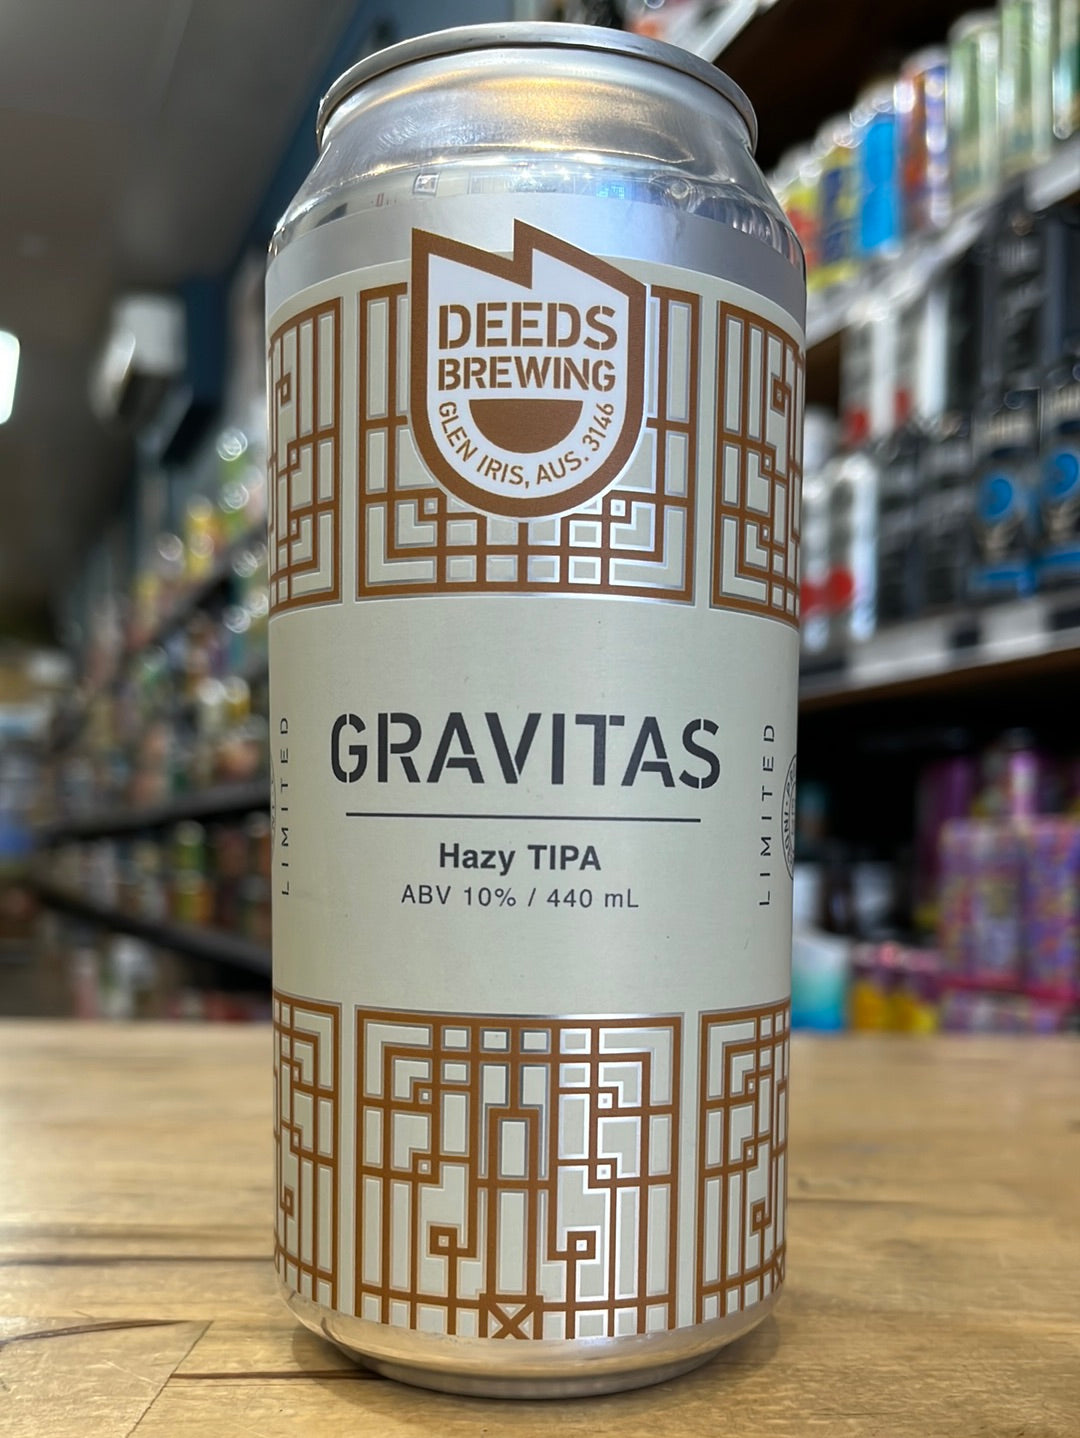 DEEDS
BREWING
GLEN IRIS, AUS. 3146
GRAVITAS
Hazy TIPA
ABV 10% / 440 mL
LIMITED
LIMITED